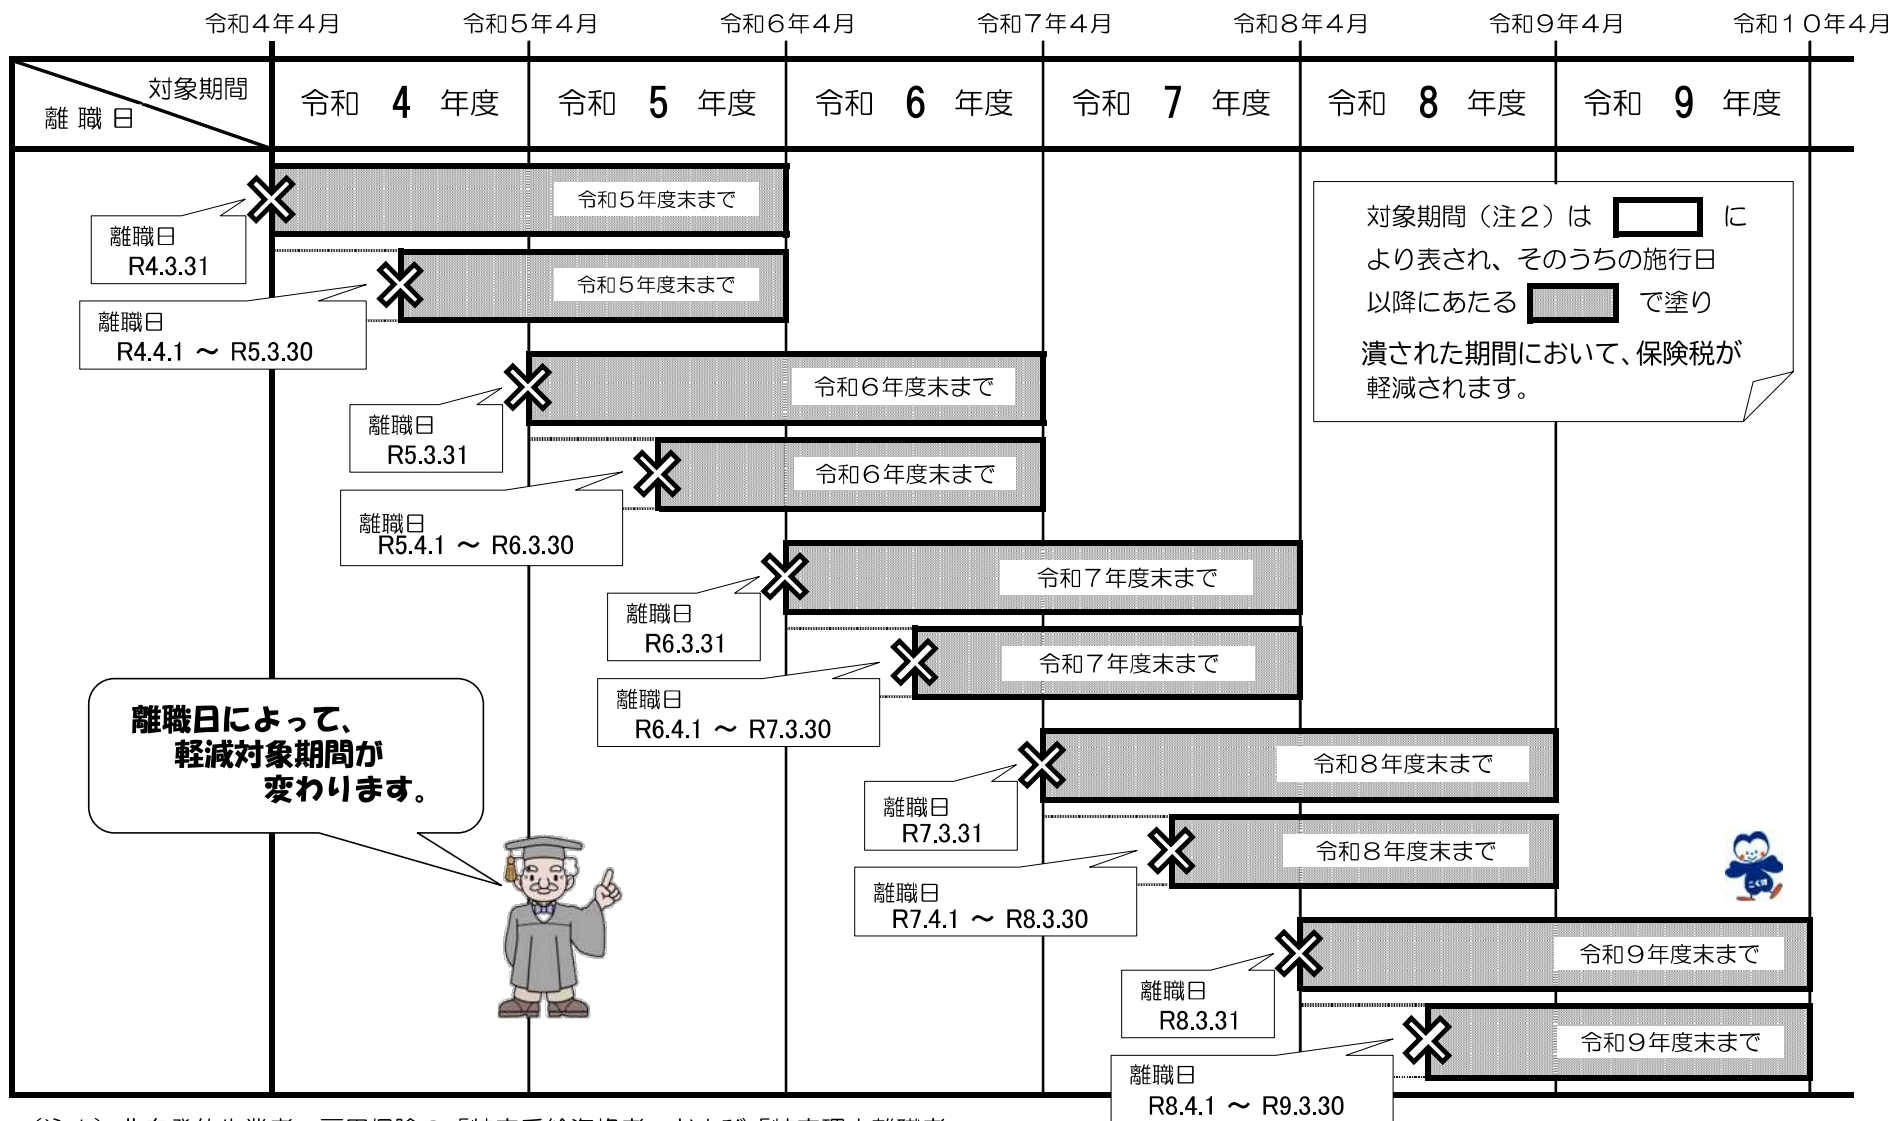 令和4年4月 令和5年4月 令和6年4月 令和7年4月 令和8年4月 令和9年4月 令和10年4月
対象期間
離職日
令和 4 年度 令和 5 年度 令和 6 年度 令和 7 年度 令和 8 年度 令和 9 年度
令和5年度末まで
離職日
R4.3.31
令和5年度末まで
離職日
R4.4.1 ～ R5.3.30
対象期間（注2）は に
より表され、そのうちの施行日
以降にあたる で塗り
潰された期間において、保険税が
軽減されます。
令和6年度末まで
離職日
R5.3.31
令和6年度末まで
離職日
R5.4.1 ～ R6.3.30
令和7年度末まで
離職日
R6.3.31
令和7年度末まで
離職日
R6.4.1 ～ R7.3.30
離職日によって、
軽減対象期間が
変わります。
令和8年度末まで
離職日
R7.3.31
令和8年度末まで
離職日
R7.4.1 ～ R8.3.30
こくほ
令和9年度末まで
離職日
R8.3.31
令和9年度末まで
離職日
R8.4.1 ～ R9.3.30